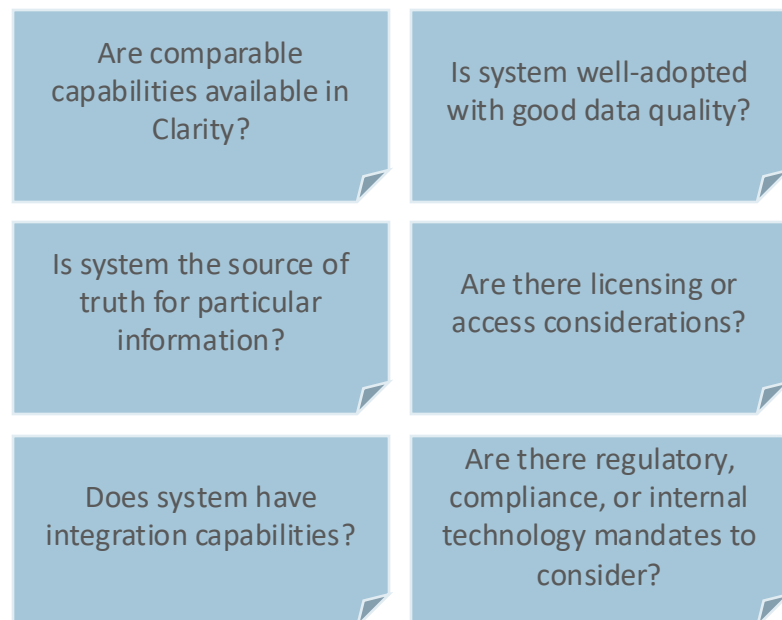 Are comparable
capabilities available in
Clarity?
Is system well-adopted
with good data quality?
Is system the source of
truth for particular
information?
Are there licensing or
access considerations?
Does system have
integration capabilities?
Are there regulatory,
compliance, or internal
technology mandates to
consider?